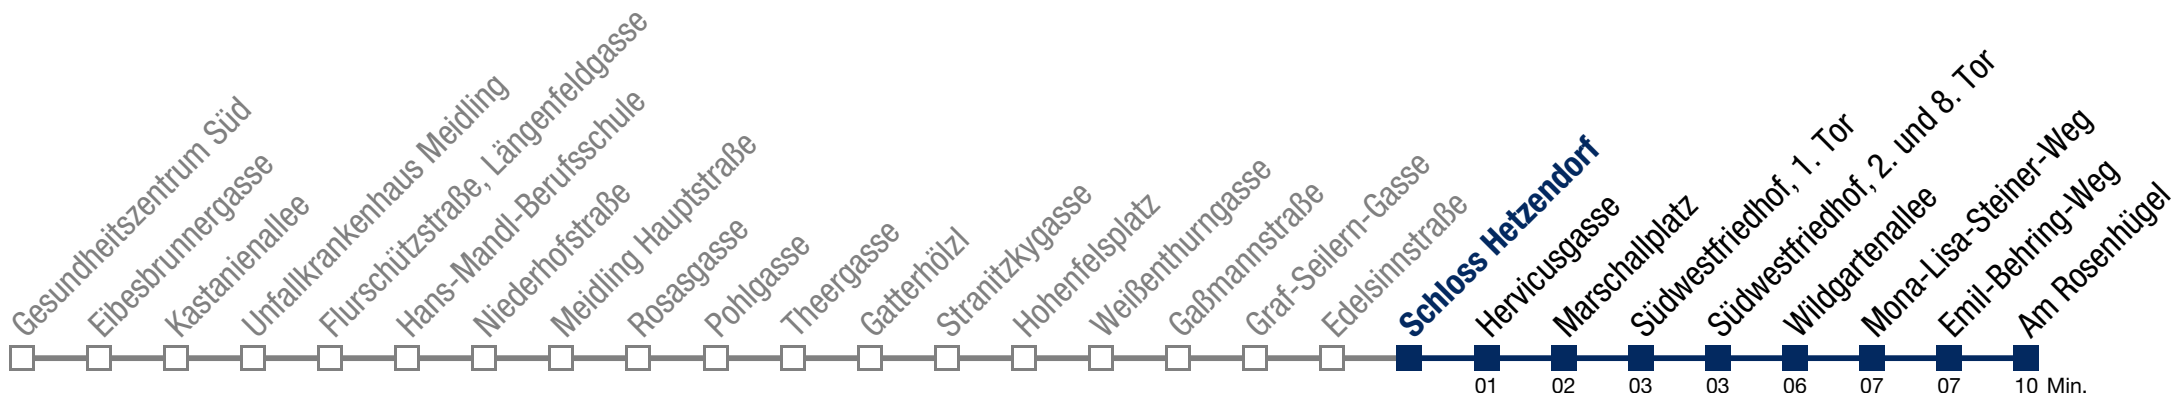 Gesundheitszentrum Süd
Eibesbrunnergasse
Kastanienallee
Unfallkrankenhaus Meidling
Flurschützstraße, Längenfeldgasse
Hans-Mandl-Berufsschule
Niederhofstraße
Meidling Hauptstraße
Rosasgasse
Pohlgasse
Theergasse
Gatterhölzl
Stranitzkygasse
Hohenfelsplatz
Weißenthurngasse
Gaßmannstraße
Graf-Seilern-Gasse
Edelsinnstraße
Schloss Hetzendorf
Hervicusgasse
Marschallplatz
Südwestfriedhof, 1. Tor
Südwestfriedhof, 2. und 8. Tor
Wildgartenallee
Mona-Lisa-Steiner-Weg
Emil-Behring-Weg
Am Rosenhügel
01 02 03 03 06 07 07 10 Min.